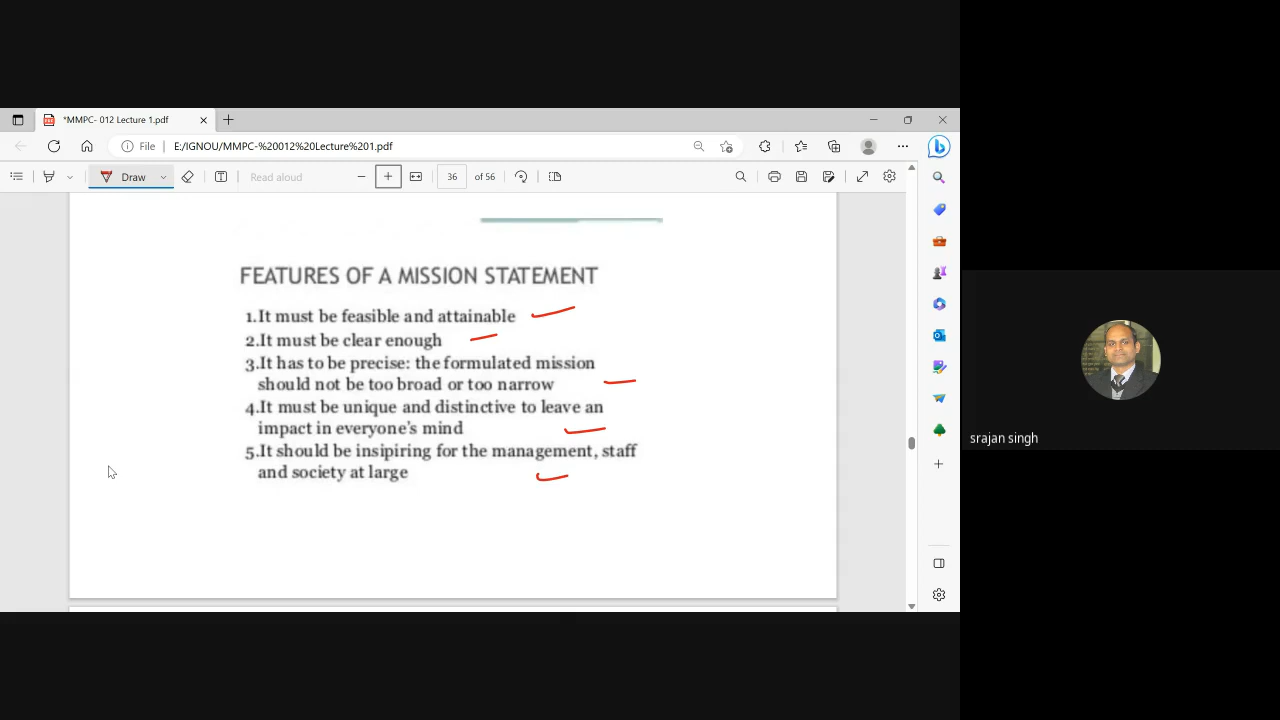 *MMPC- 012 Lecture 1.pdf
File E:/IGNOU/MMPC-%20012%20Lecture%201.pdf
Draw Read aloud 36 of 56
FEATURES OF A MISSION STATEMENT
1.It must be feasible and attainable
2.It must be clear enough
3.It has to be precise: the formulated mission
should not be too broad or too narrow
4.It must be unique and distinctive to leave an
impact in everyone's mind
5.It should be insipiring for the management, staff
and society at large
srajan singh